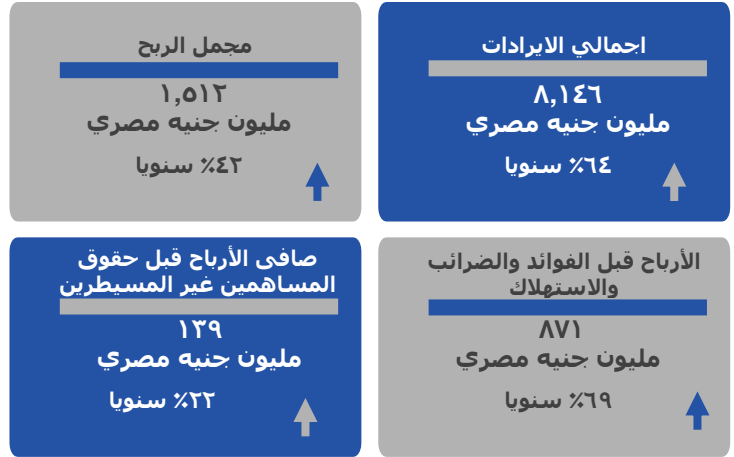 اجمالي الايرادات
٨,١٤٦
مليون جنيه مصري
٦٤٪ سنويا
مجمل الربح
١,٥١٢
مليون جنيه مصري
٤٢٪ سنويا
الأرباح قبل الفوائد والضرائب
والاستهلاك
٨٧١
مليون جنيه مصري
٦٩٪ سنويا
صافى الأرباح قبل حقوق
المساهمين غير المسيطرين
١٣٩
مليون جنيه مصري
٢٢٪ سنويا